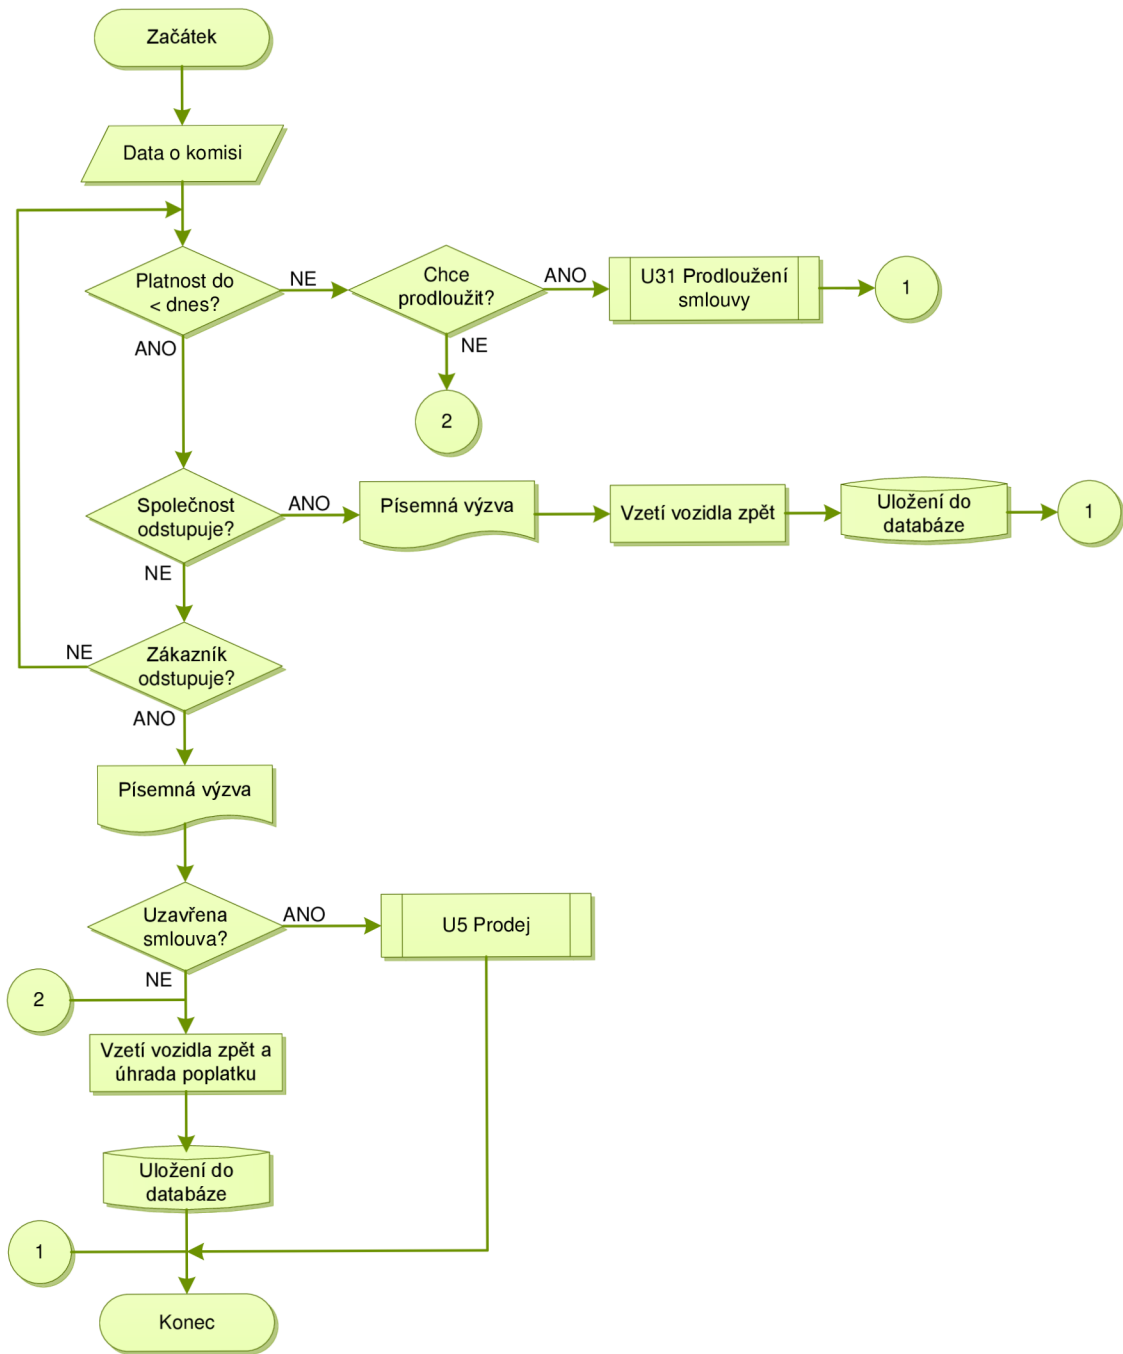 Začátek
Data o komisi
Platnost do
< dnes?
NE
Chce
prodloužit?
ANO
U31 Prodloužení
smlouvy
1
ANO
NE
2
Společnost
odstupuje?
ANO
Písemná výzva
Vzetí vozidla zpět
Uložení do
databáze
1
NE
NE
Zákazník
odstupuje?
ANO
Písemná výzva
Uzavřena
smlouva?
ANO
U5 Prodej
NE
2
Vzetí vozidla zpět a
úhrada poplatku
Uložení do
databáze
1
Konec